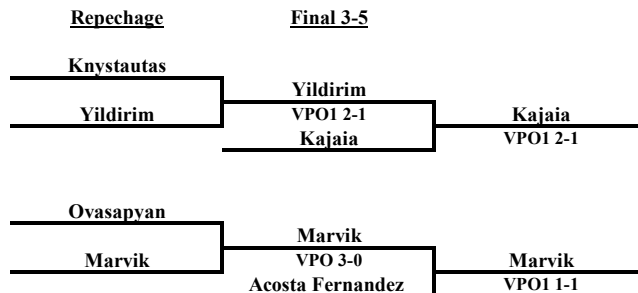 Repechage Final 3-5
Knystautas
Yildirim
Yildirim
VPO1 2-1
Kajaia
Kajaia
VPO1 2-1
Ovasapyan
Marvik
Marvik
VPO 3-0
Acosta Fernandez
Marvik
VPO1 1-1